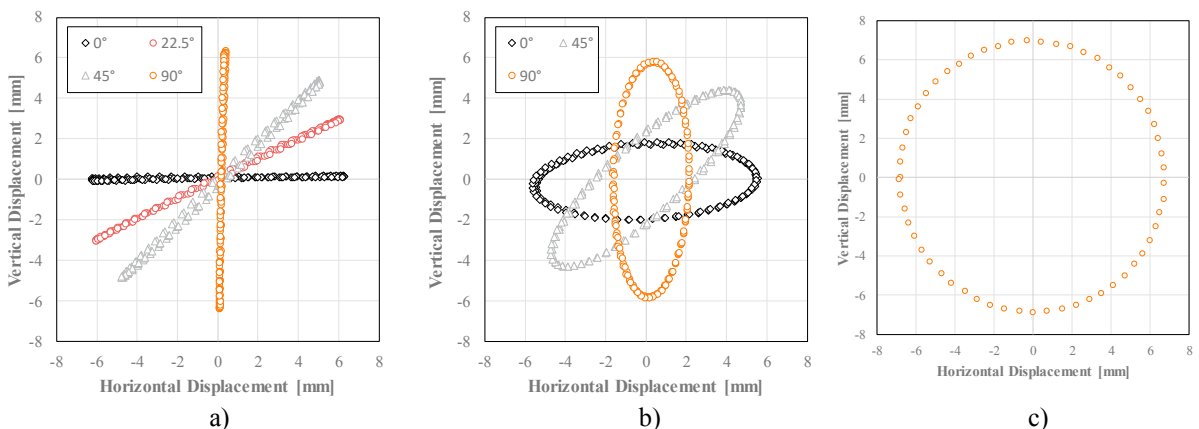 8
6
4
2
0
-2
-4
-6
-8
-8 -6 -4 -2 0 2 4 6 8
Vertical Displacement [mm]
Horizontal Displacement [mm]
0° 22.5°
45° 90°
a)
8
6
4
2
0
-2
-4
-6
-8
-8 -6 -4 -2 0 2 4 6 8
Vertical Displacement [mm]
Horizontal Displacement [mm]
0° 45°
90°
b)
8
6
4
2
0
-2
-4
-6
-8
-8 -6 -4 -2 0 2 4 6 8
Vertical Displacement [mm]
Horizontal Displacement [mm]
c)